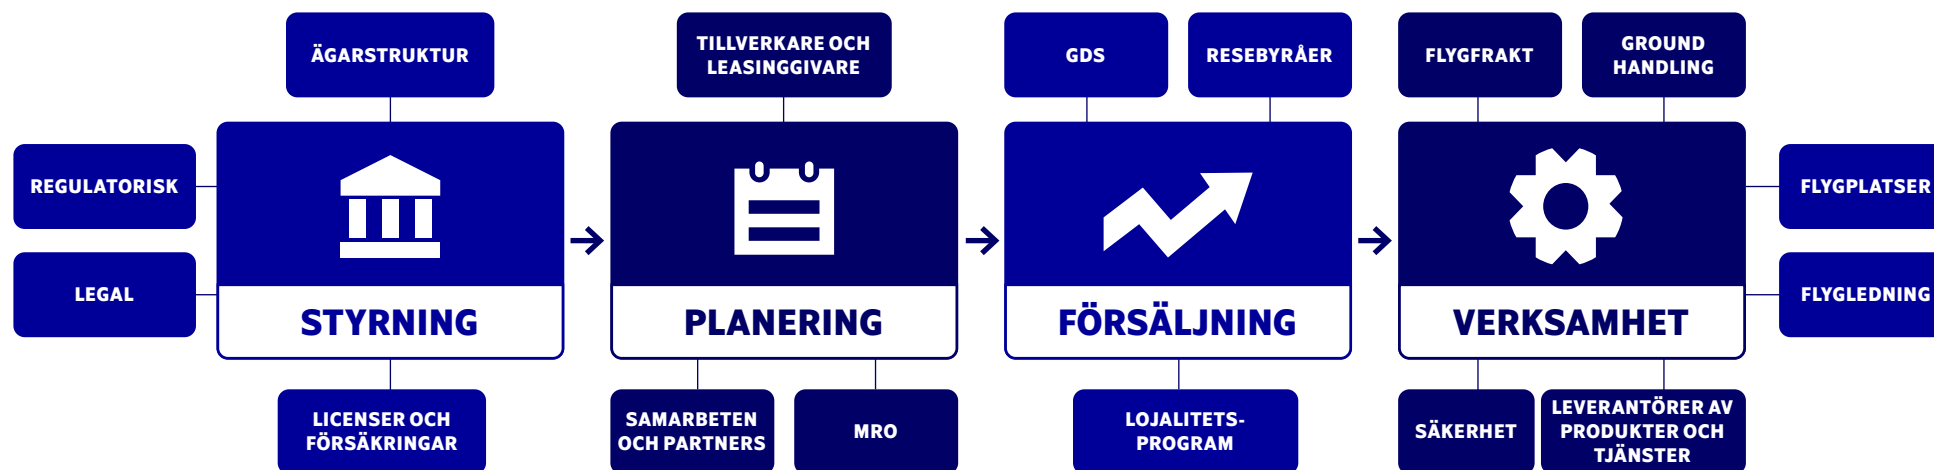 ÄGARSTRUKTUR
REGULATORISK
LEGAL
STYRNING
LICENSER OCH
FÖRSÄKRINGAR
TILLVERKARE OCH
LEASINGGIVARE
PLANERING
SAMARBETEN
OCH PARTNERS
MRO
GDS
RESEBYRÅER
FÖRSÄLJNING
LOJALITETS-
PROGRAM
FLYGFRAKT
GROUND
HANDLING
VERKSAMHET
FLYGPLATSER
FLYGLEDNING
SÄKERHET
LEVERANTÖRER AV
PRODUKTER OCH
TJÄNSTER